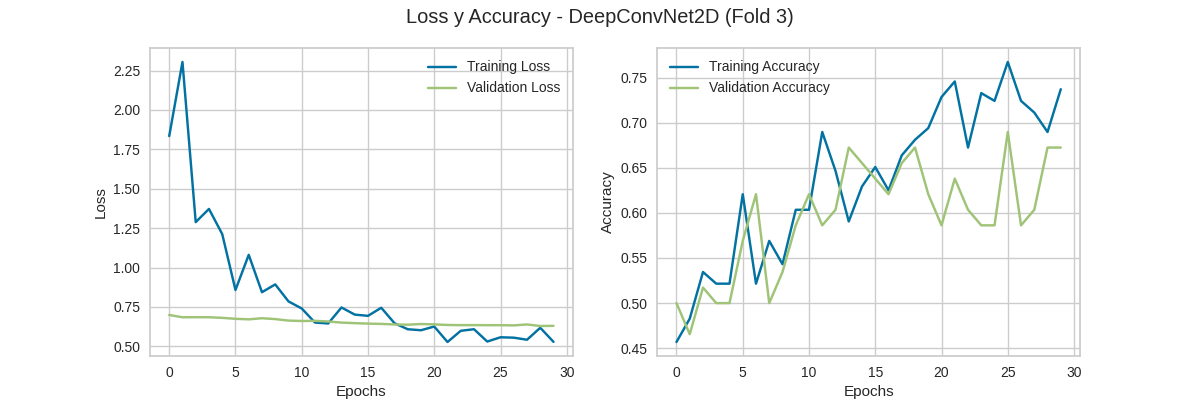 Loss y Accuracy - DeepConvNet2D (Fold 3)
Training Loss
Validation Loss
2.25
2.00
1.75
1.50
1.25
1.00
0.75
0.50
Loss
0 5 10 15 20 25 30
Epochs
Training Accuracy
Validation Accuracy
0.75
0.70
0.65
0.60
0.55
0.50
0.45
Accuracy
0 5 10 15 20 25 30
Epochs